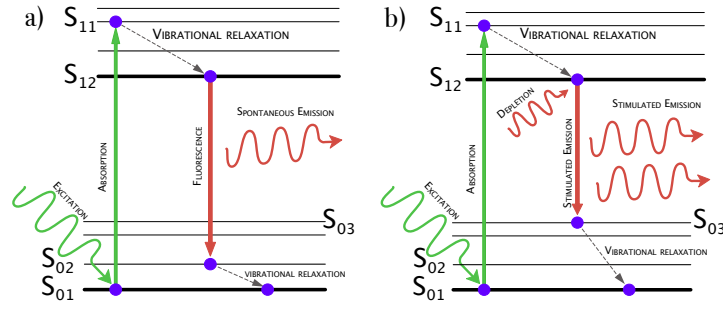 a)
S11
VIBRATIONAL RELAXATION
S12
SPONTANEOUS EMISSION
ABSORPTION
FLUORESCENCE
EXCITATION
S03
S02
VIBRATIONAL RELAXATION
S01
b)
S11
VIBRATIONAL RELAXATION
S12
DEPLETION
STIMULATED EMISSION
ABSORPTION
STIMULATED EMISSION
EXCITATION
S03
VIBRATIONAL RELAXATION
S02
S01